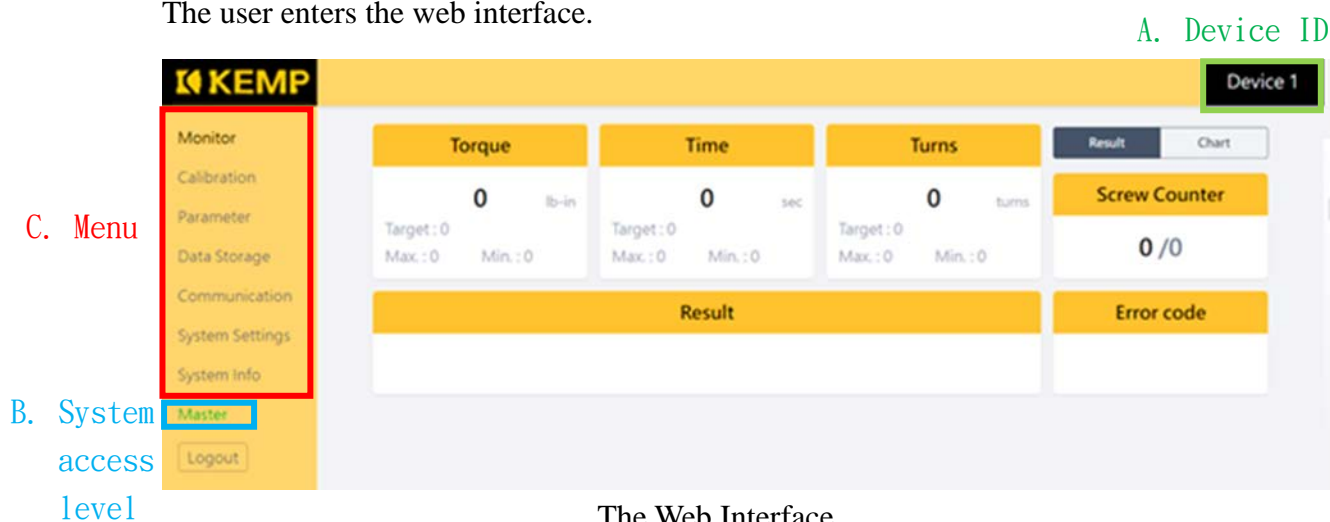 The user enters the web interface.
A. Device ID
KEMP
Device 1
Monitor
Calibration
Parameter
Data Storage
Communication
System Settings
System Info
Master
Logout
C. Menu
B. System
access
level
Torque
0 lb-in
Target : 0
Max. : 0 Min. : 0
Time
0 sec
Target : 0
Max. : 0 Min. : 0
Turns
0 turns
Target : 0
Max. : 0 Min. : 0
Result Chart
Screw Counter
0 /0
Result
Error code
The Web Interface